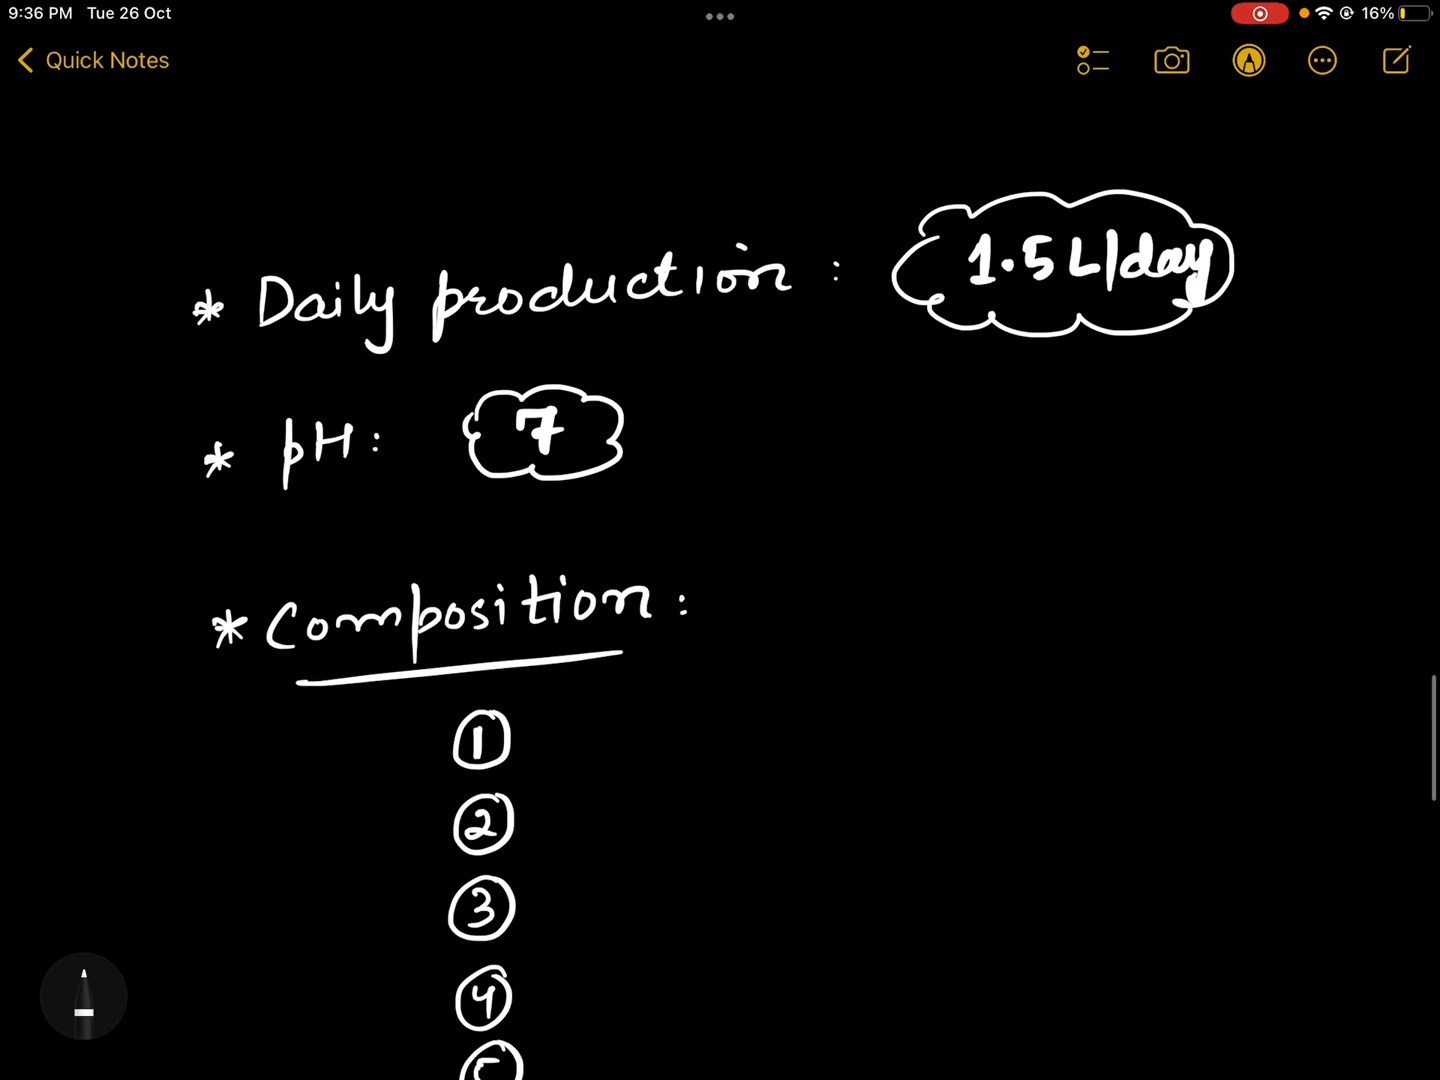 9:36 PM Tue 26 Oct
16%
Quick Notes
* Daily production : 1.5 L/day
* pH: 7
* Composition:
1
2
3
4
5